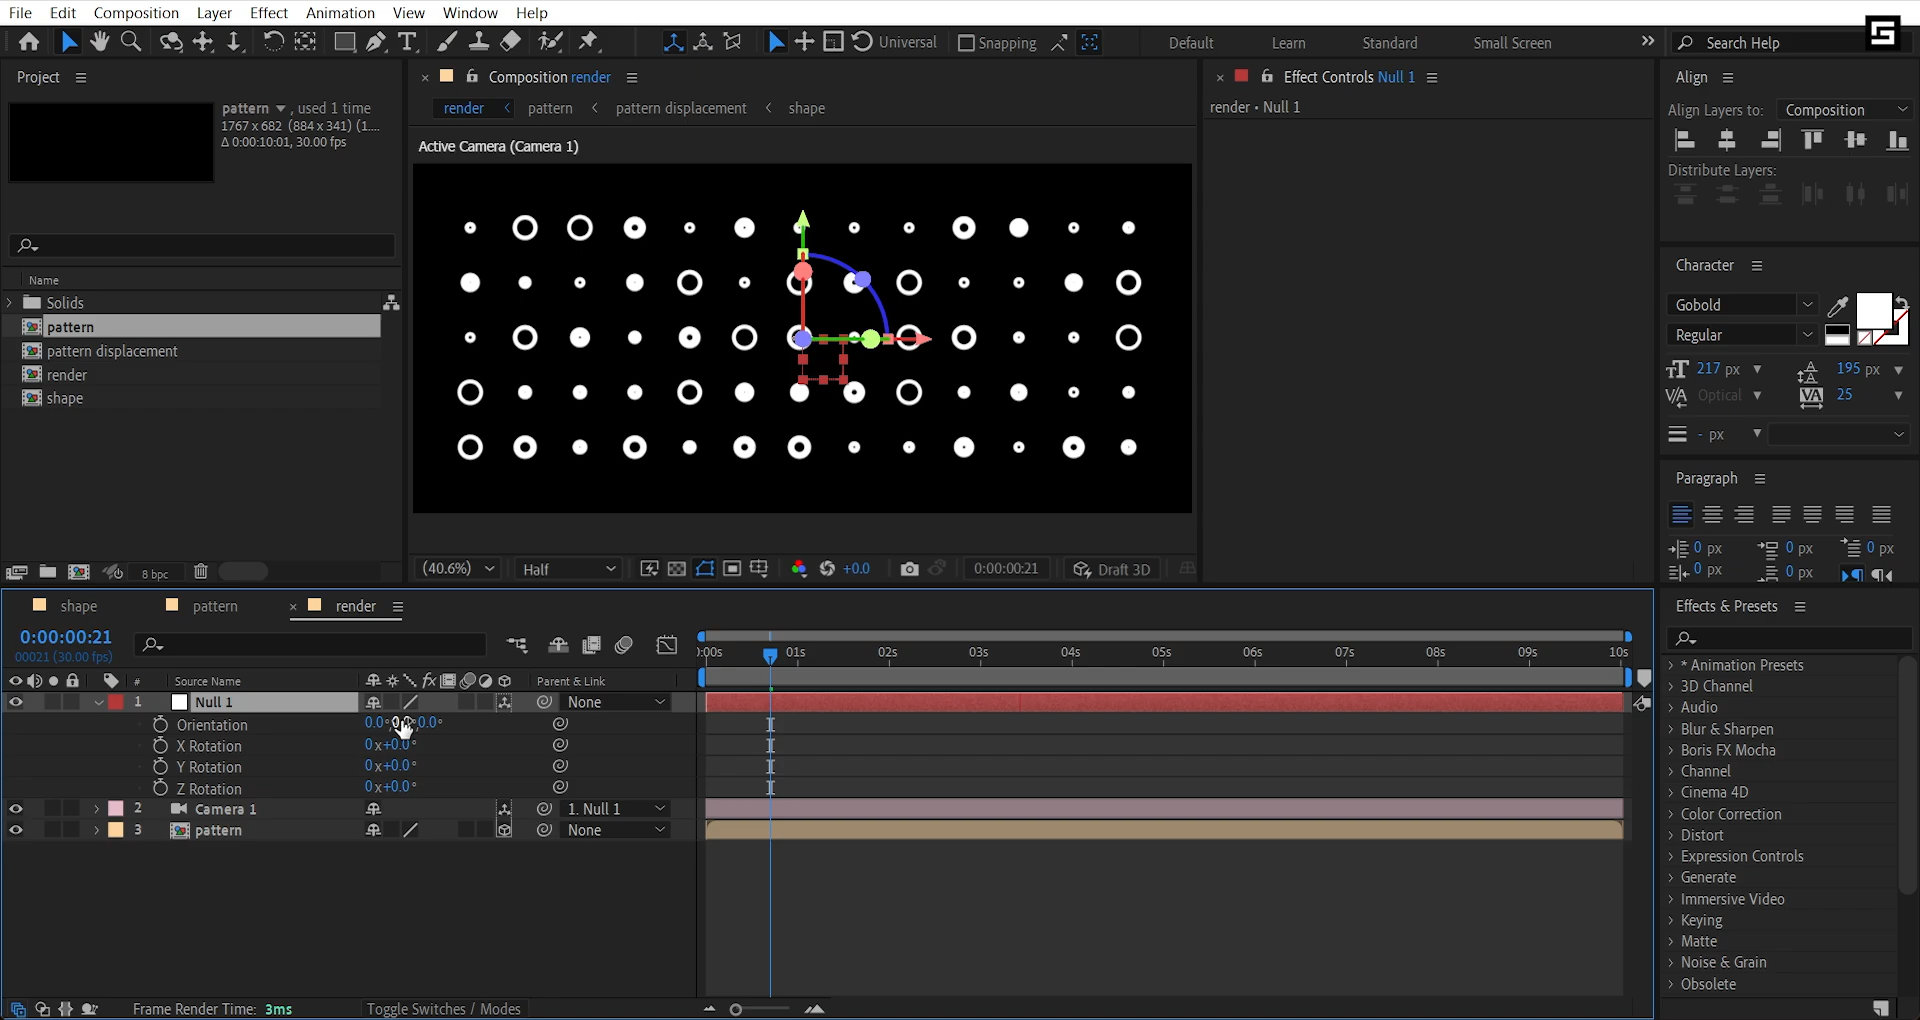 File Edit Composition Layer Effect Animation View Window Help
Universal Snapping Default Learn Standard Small Screen Search Help
Project
pattern , used 1 time
1767 x 682 (884 x 341) (1....
Δ 0:00:10:01, 30.00 fps
Name
Solids
pattern
pattern displacement
render
shape
8 bpc
Composition render
render pattern pattern displacement shape
Active Camera (Camera 1)
(40.6%) Half +0.0 0:00:00:21 Draft 3D
Effect Controls Null 1
render • Null 1
Align
Align Layers to: Composition
Distribute Layers:
Character
Gobold
Regular
217 px 195 px
Optical 25
- px
Paragraph
0 px 0 px 0 px
0 px 0 px
Effects & Presets
* Animation Presets
3D Channel
Audio
Blur & Sharpen
Boris FX Mocha
Channel
Cinema 4D
Color Correction
Distort
Expression Controls
Generate
Immersive Video
Keying
Matte
Noise & Grain
Obsolete
shape pattern render
0:00:00:21
00021 (30.00 fps)
):00s 01s 02s 03s 04s 05s 06s 07s 08s 09s 10s
# Source Name Parent & Link
1 Null 1 None
Orientation 0.0°, 0.0°, 0.0°
X Rotation 0x+0.0°
Y Rotation 0x+0.0°
Z Rotation 0x+0.0°
2 Camera 1 1. Null 1
3 pattern None
Frame Render Time: 3ms Toggle Switches / Modes